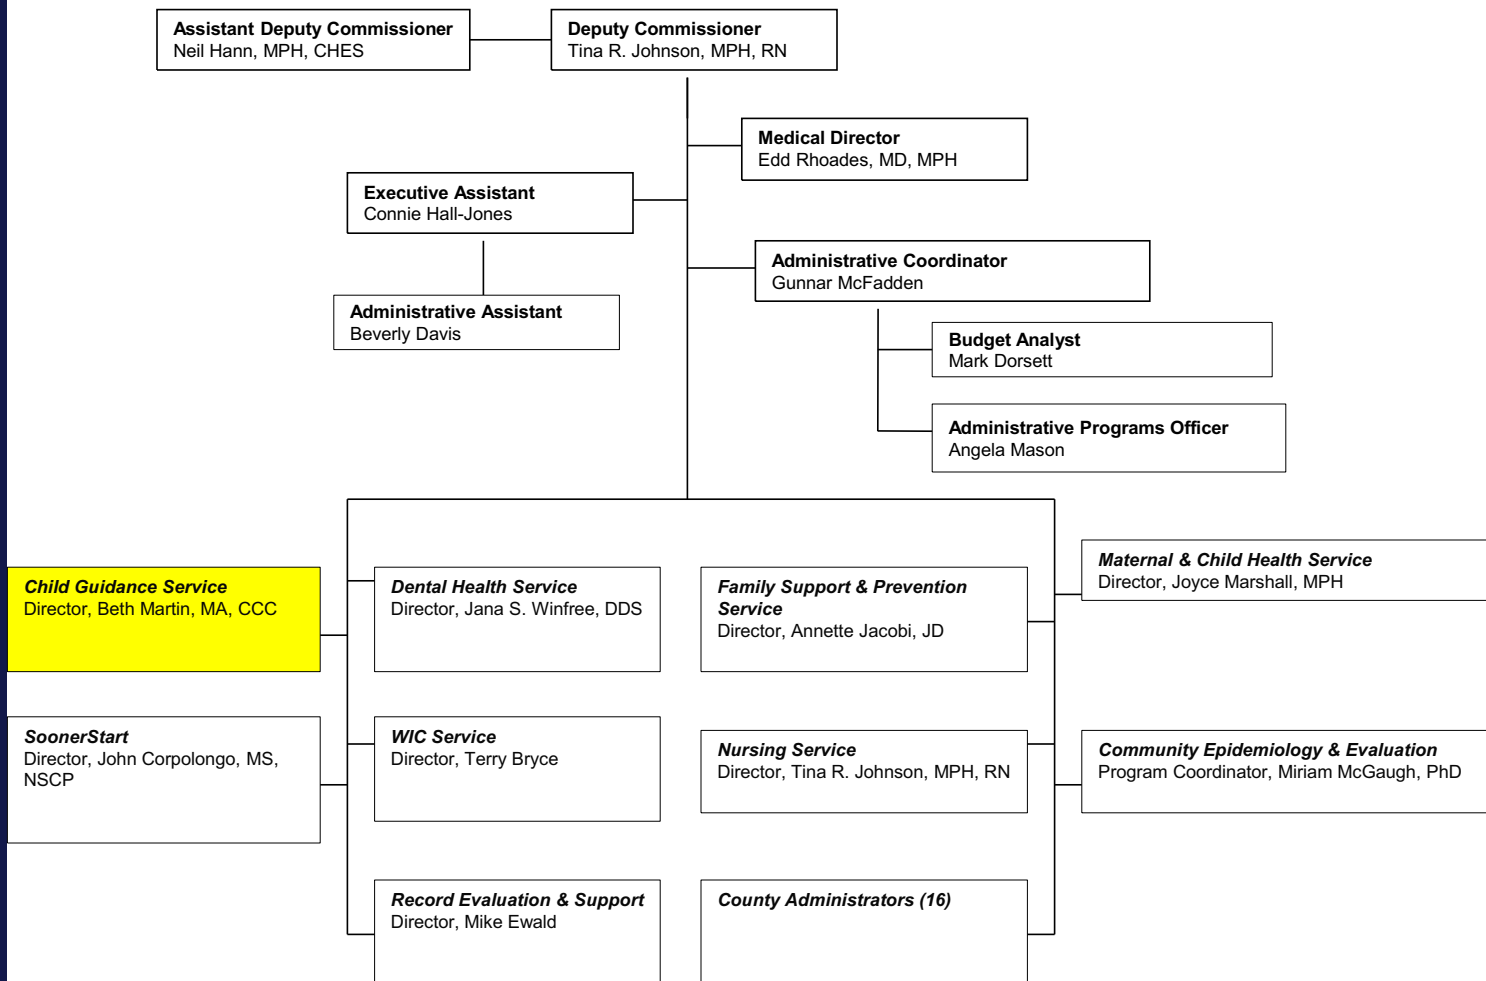 Assistant Deputy Commissioner
Neil Hann, MPH, CHES
Deputy Commissioner
Tina R. Johnson, MPH, RN
Medical Director
Edd Rhoades, MD, MPH
Executive Assistant
Connie Hall-Jones
Administrative Coordinator
Gunnar McFadden
Administrative Assistant
Beverly Davis
Budget Analyst
Mark Dorsett
Administrative Programs Officer
Angela Mason
Child Guidance Service
Director, Beth Martin, MA, CCC
Dental Health Service
Director, Jana S. Winfree, DDS
Family Support & Prevention
Service
Director, Annette Jacobi, JD
Maternal & Child Health Service
Director, Joyce Marshall, MPH
SoonerStart
Director, John Corpolongo, MS,
NSCP
WIC Service
Director, Terry Bryce
Nursing Service
Director, Tina R. Johnson, MPH, RN
Community Epidemiology & Evaluation
Program Coordinator, Miriam McGaugh, PhD
Record Evaluation & Support
Director, Mike Ewald
County Administrators (16)